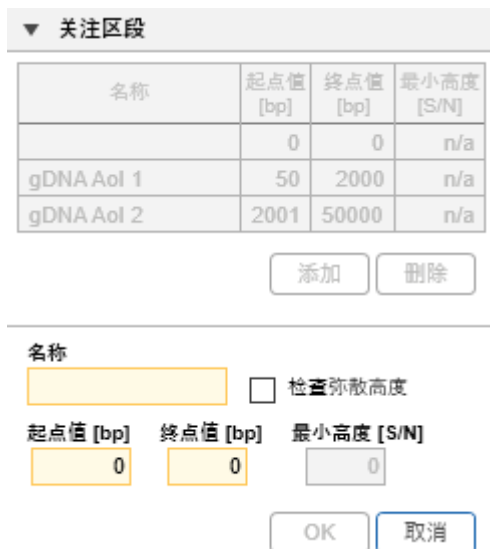 ▼ 关注区段
名称 起点值 [bp] 终点值 [bp] 最小高度 [S/N]
0 0 n/a
gDNA AoI 1 50 2000 n/a
gDNA AoI 2 2001 50000 n/a
添加 删除
名称
检查弥散高度
起点值 [bp] 终点值 [bp] 最小高度 [S/N]
0 0 0
OK 取消